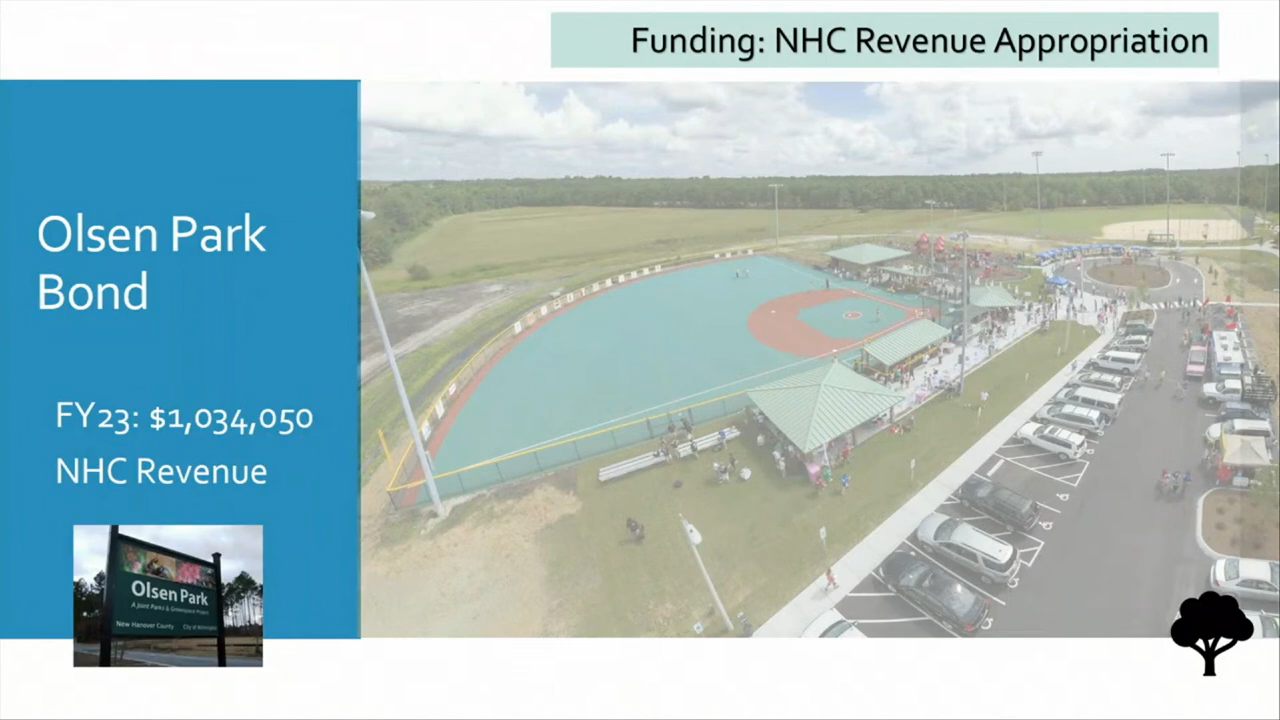 Funding: NHC Revenue Appropriation
Olsen Park
Bond
FY23: $1,034,050
NHC Revenue
Olsen Park
A Joint Parks & Greenspace Project
New Hanover County City of Wilmington